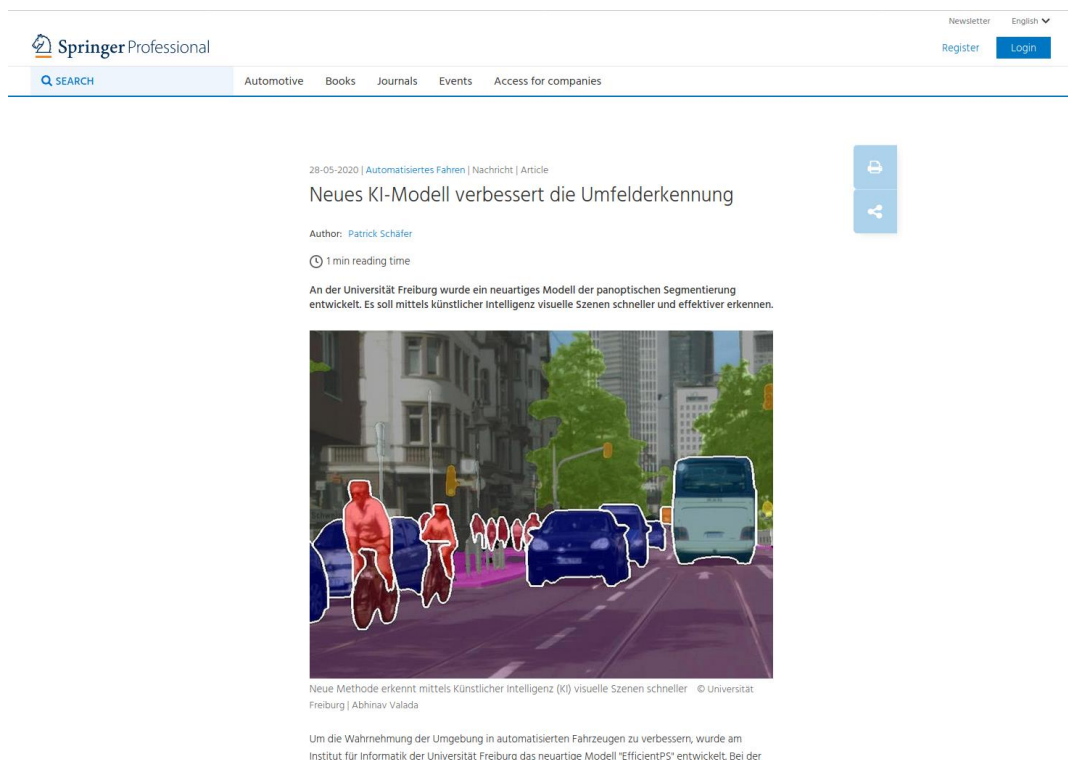 Newsletter English
Springer Professional
Register Login
SEARCH Automotive Books Journals Events Access for companies
28-05-2020 | Automatisiertes Fahren | Nachricht | Article
Neues KI-Modell verbessert die Umfelderkennung
Author: Patrick Schäfer
1 min reading time
An der Universität Freiburg wurde ein neuartiges Modell der panoptischen Segmentierung
entwickelt. Es soll mittels künstlicher Intelligenz visuelle Szenen schneller und effektiver erkennen.
Neue Methode erkennt mittels Künstlicher Intelligenz (KI) visuelle Szenen schneller © Universität
Freiburg | Abhinav Valada
Um die Wahrnehmung der Umgebung in automatisierten Fahrzeugen zu verbessern, wurde am
Institut für Informatik der Universität Freiburg das neuartige Modell "EfficientPS" entwickelt. Bei der